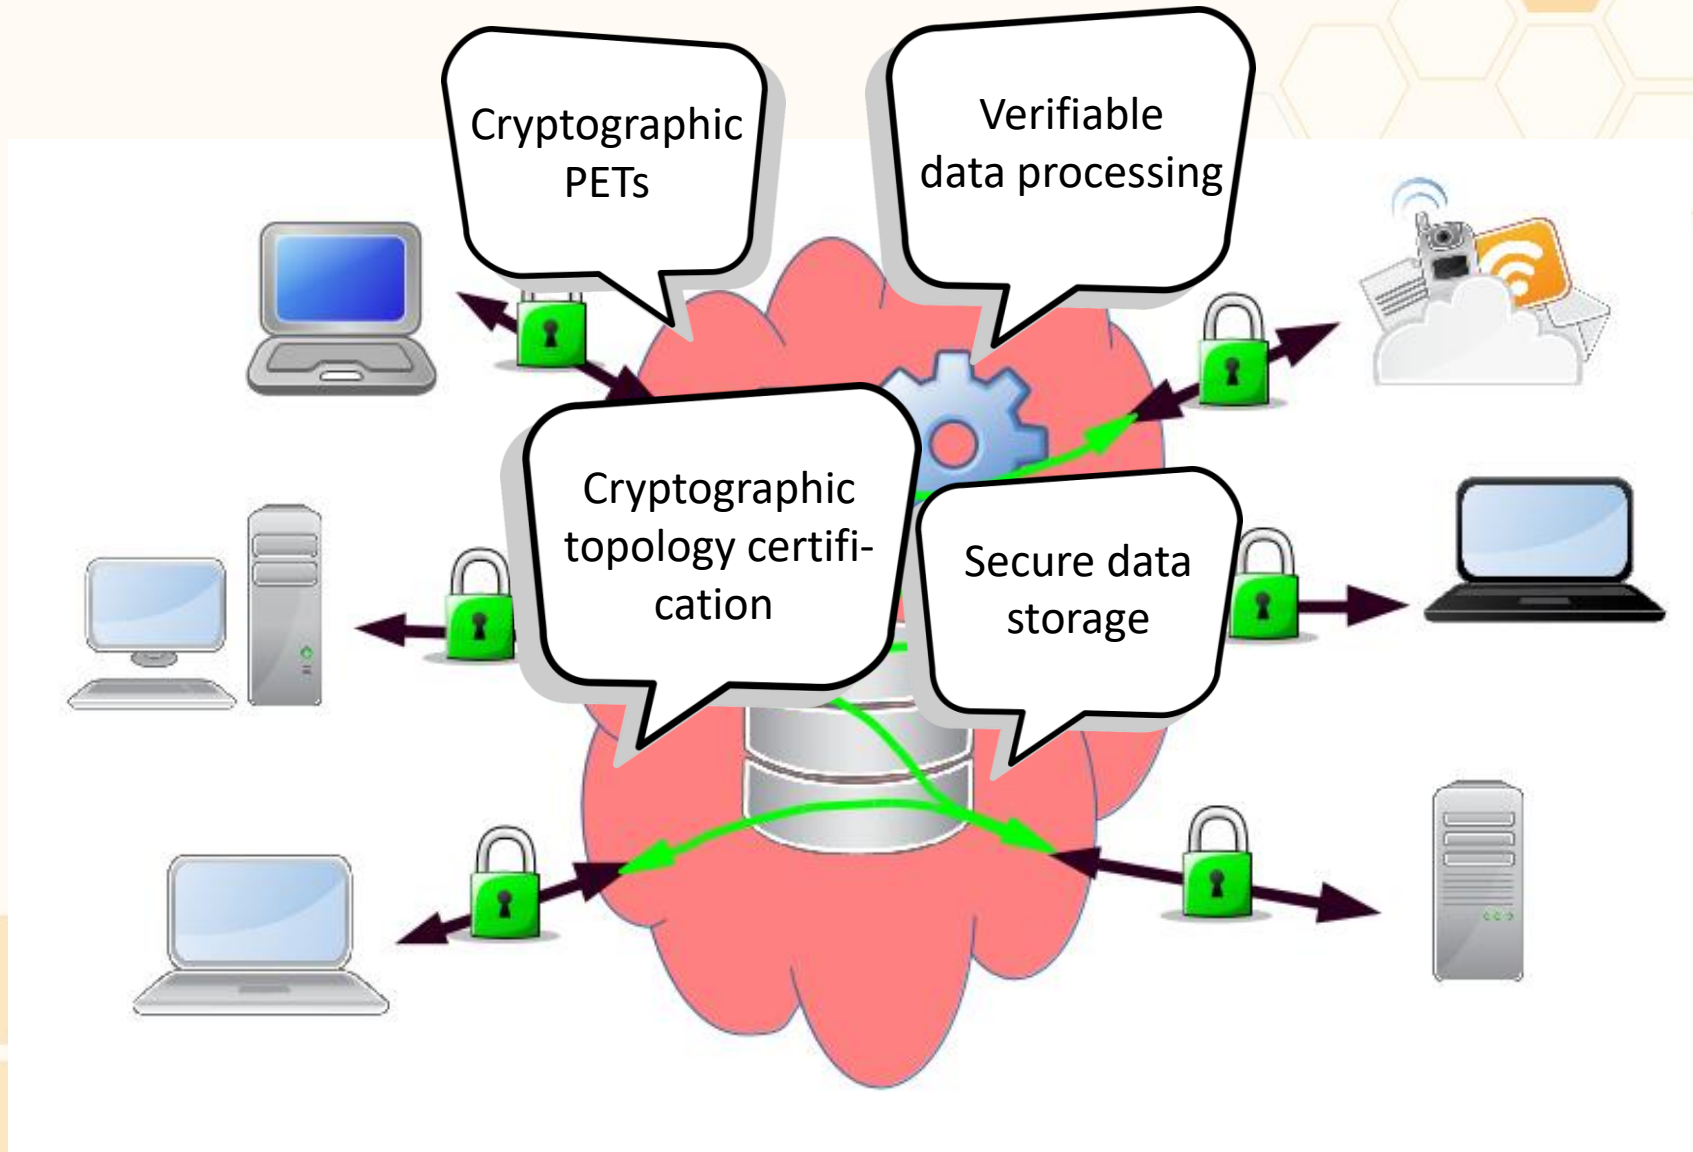 Cryptographic
PETs
Verifiable
data processing
Cryptographic
topology certifi-
cation
Secure data
storage